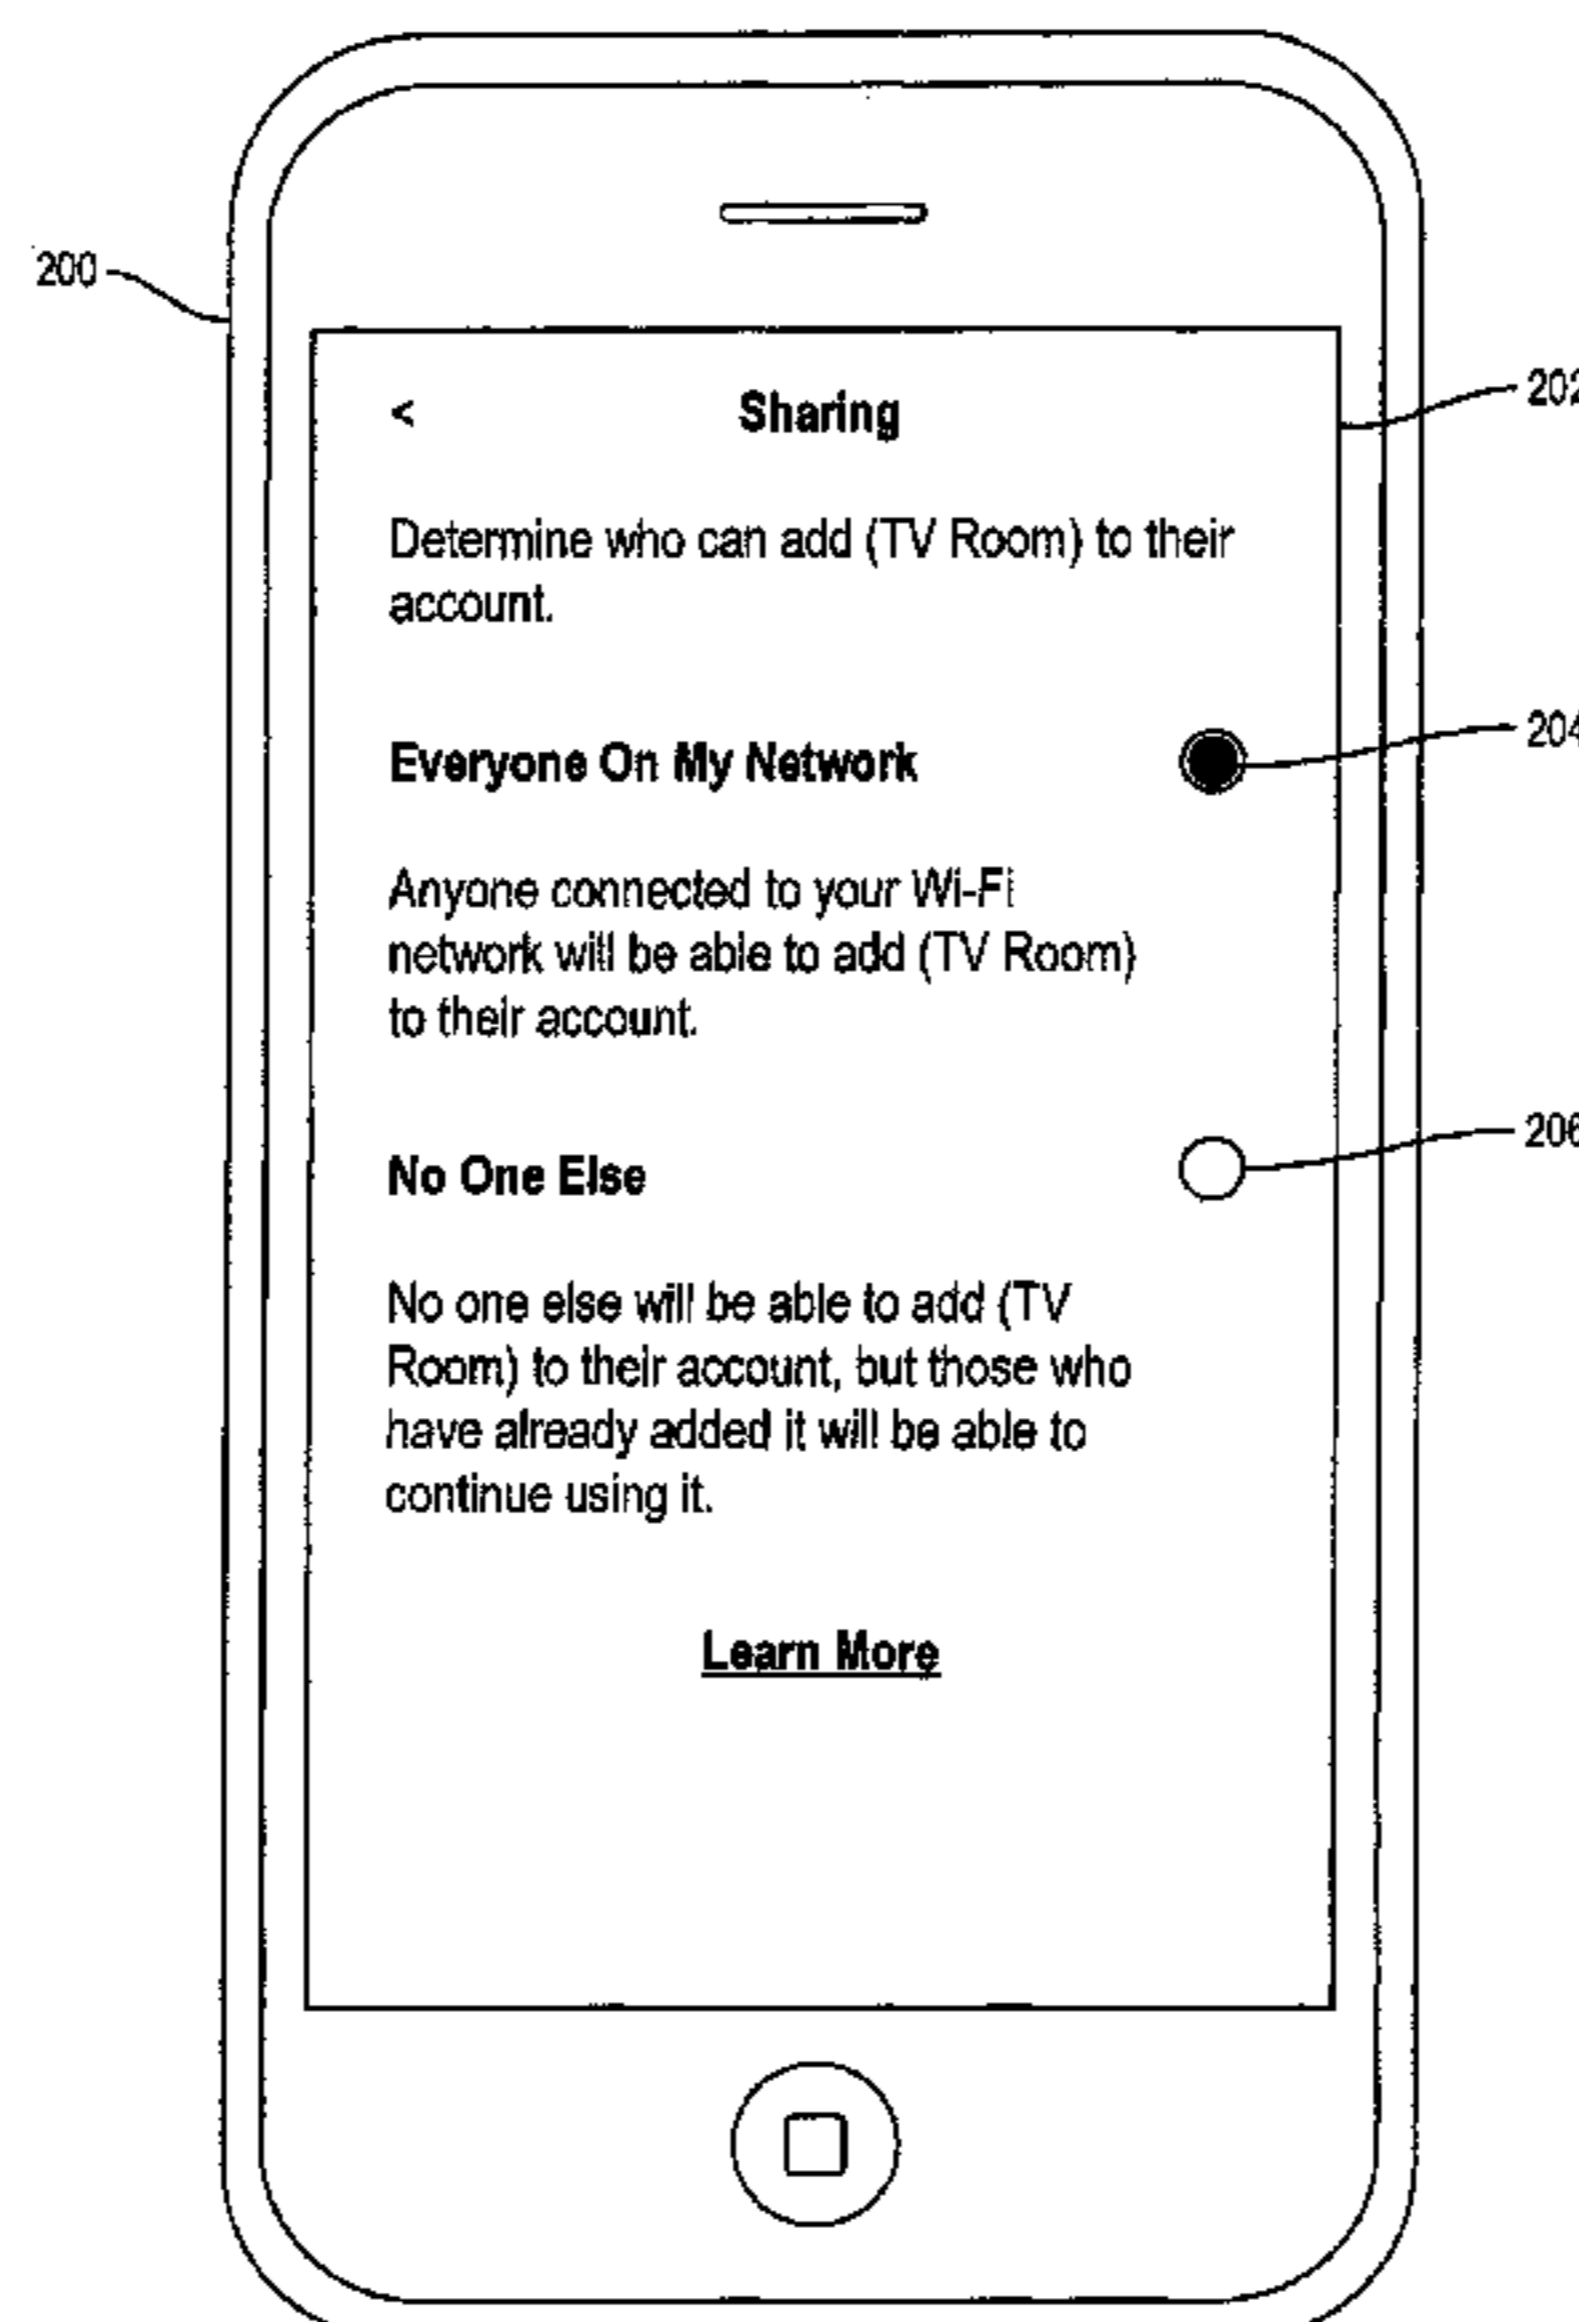 200
< Sharing
202
Determine who can add (TV Room) to their
account.
204
Everyone On My Network
Anyone connected to your Wi-Fi
network will be able to add (TV Room)
to their account.
206
No One Else
No one else will be able to add (TV
Room) to their account, but those who
have already added it will be able to
continue using it.
Learn More